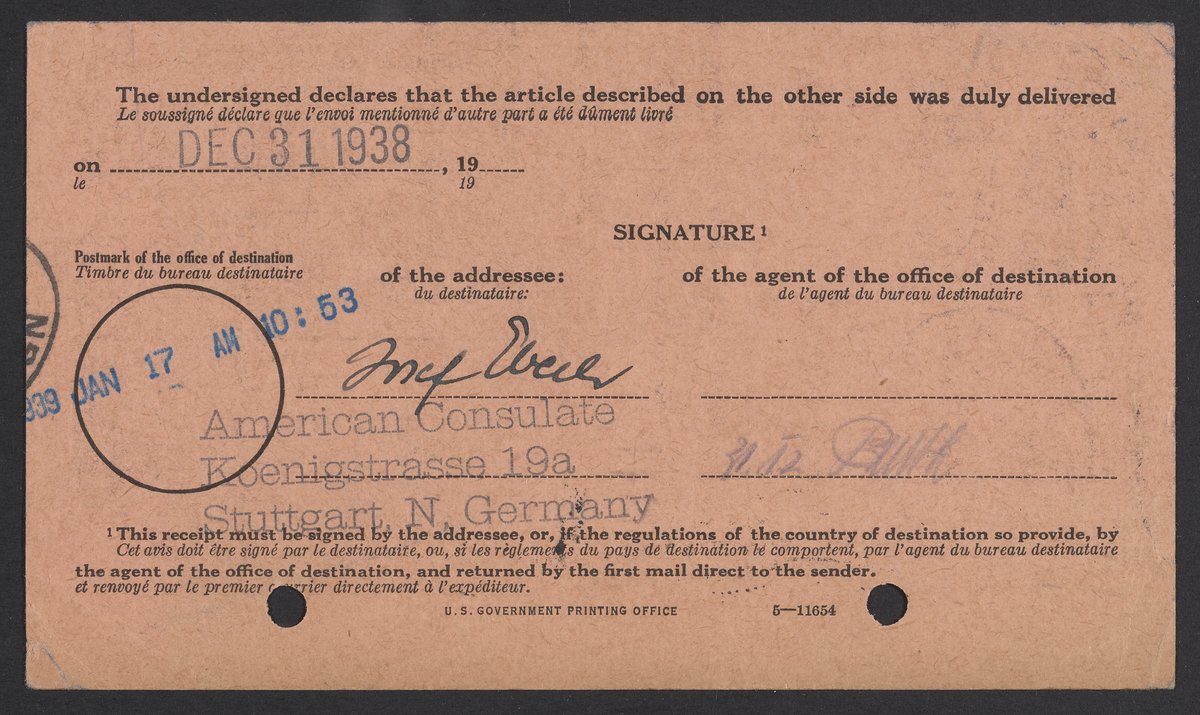 The undersigned declares that the article described on the other side was duly delivered
Le soussigné déclare que l'envoi mentionné d'autre part a été dûment livré
on DEC 31 1938, 19
le 19
SIGNATURE 1
Postmark of the office of destination
Timbre du bureau destinataire
of the addressee:
du destinataire:
of the agent of the office of destination
de l'agent du bureau destinataire
1939 JAN 17 AM 10:53
Josef
American Consulate
Koenigstrasse 19a
Stuttgart, N, Germany
31.12
1 This receipt must be signed by the addressee, or, if the regulations of the country of destination so provide, by
Cet avis doit être signé par le destinataire, ou, si les règlements du pays de destination le comportent, par l'agent du bureau destinataire
the agent of the office of destination, and returned by the first mail direct to the sender.
et renvoyé par le premier courrier directement à l'expéditeur.
U.S. GOVERNMENT PRINTING OFFICE 5—11654